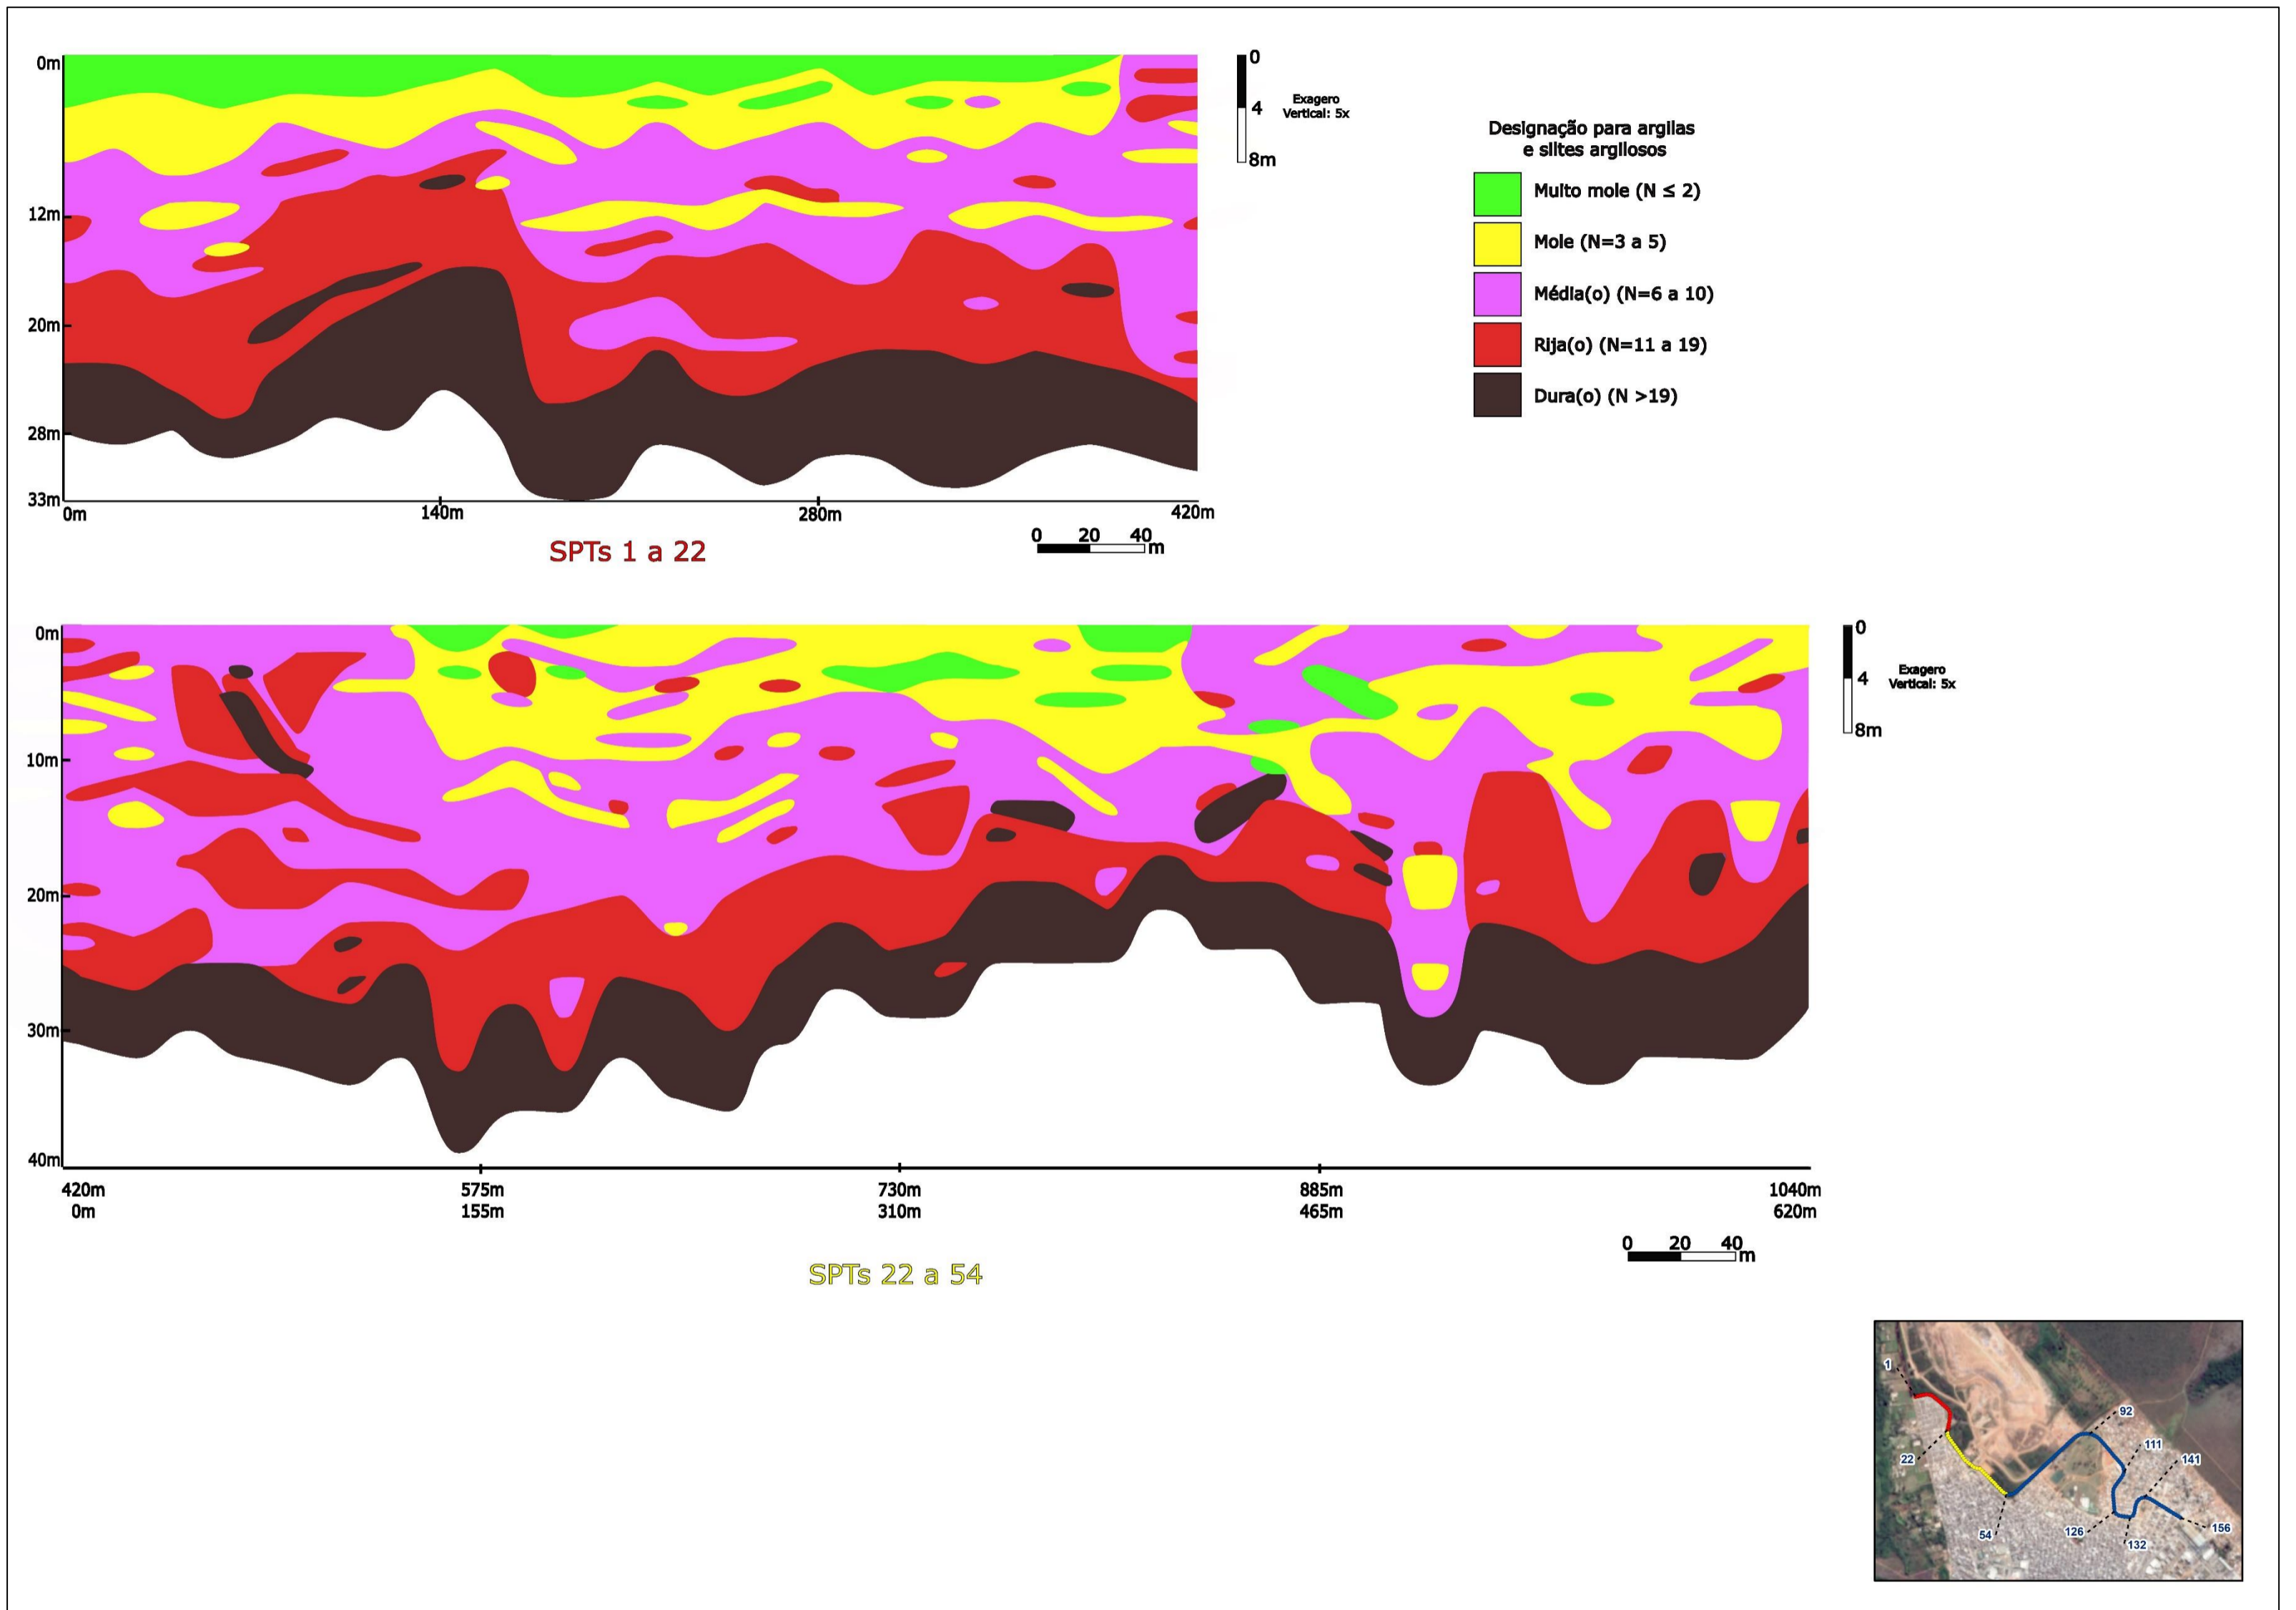 0m
12m
20m
28m
33m
0m
140m
280m
420m
SPTs 1 a 22
0 20 40
m
0
4
8m
Exagero
Vertical: 5x
Designação para argilas
e siltes argilosos
Muito mole (N ≤ 2)
Mole (N=3 a 5)
Média(o) (N=6 a 10)
Rija(o) (N=11 a 19)
Dura(o) (N >19)
0m
10m
20m
30m
40m
420m 575m 730m 885m 1040m
0m 155m 310m 465m 620m
SPTs 22 a 54
0 20 40
m
0
4
8m
Exagero
Vertical: 5x
1
22
54
92
111
141
126
132
156